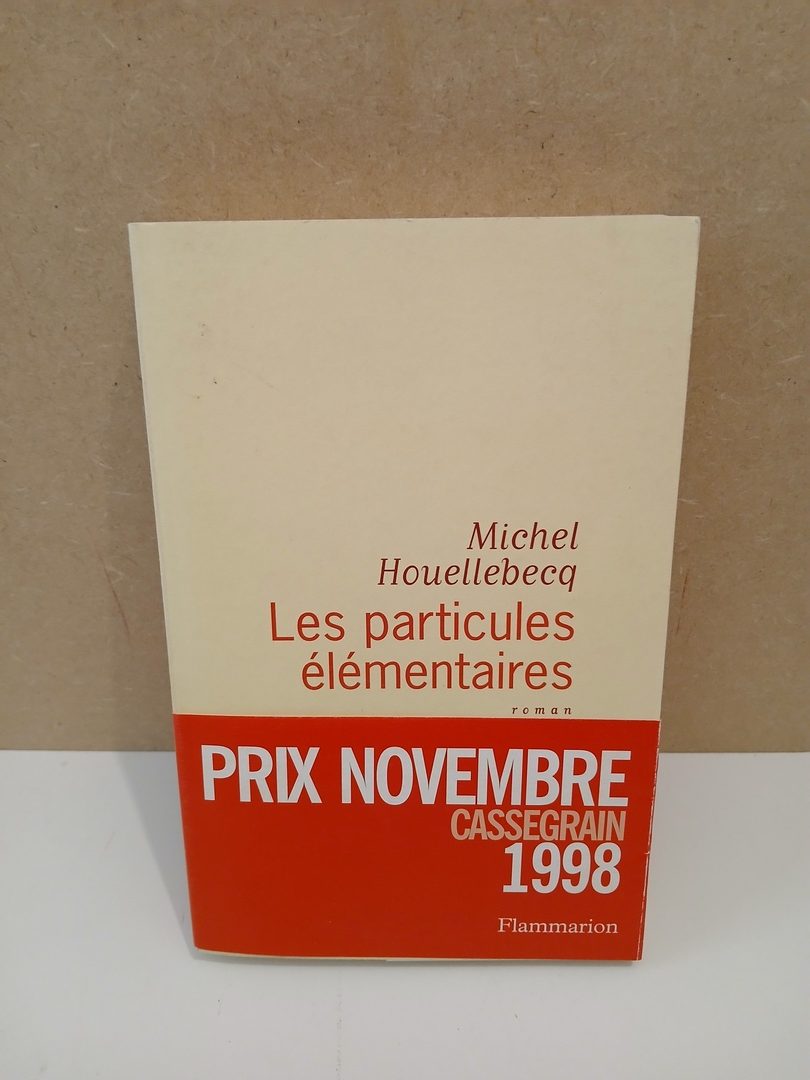 Michel
Houellebecq
Les particules
élémentaires
roman
PRIX NOVEMBRE
CASSEGRAIN
1998
Flammarion